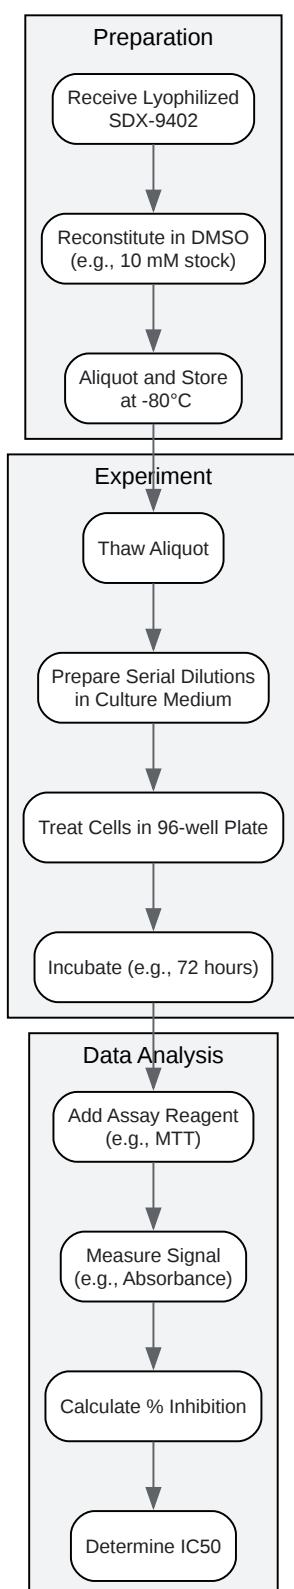 Preparation
Receive Lyophilized
SDX-9402
Reconstitute in DMSO
(e.g., 10 mM stock)
Aliquot and Store
at -80°C
Experiment
Thaw Aliquot
Prepare Serial Dilutions
in Culture Medium
Treat Cells in 96-well Plate
Incubate (e.g., 72 hours)
Data Analysis
Add Assay Reagent
(e.g., MTT)
Measure Signal
(e.g., Absorbance)
Calculate % Inhibition
Determine IC50